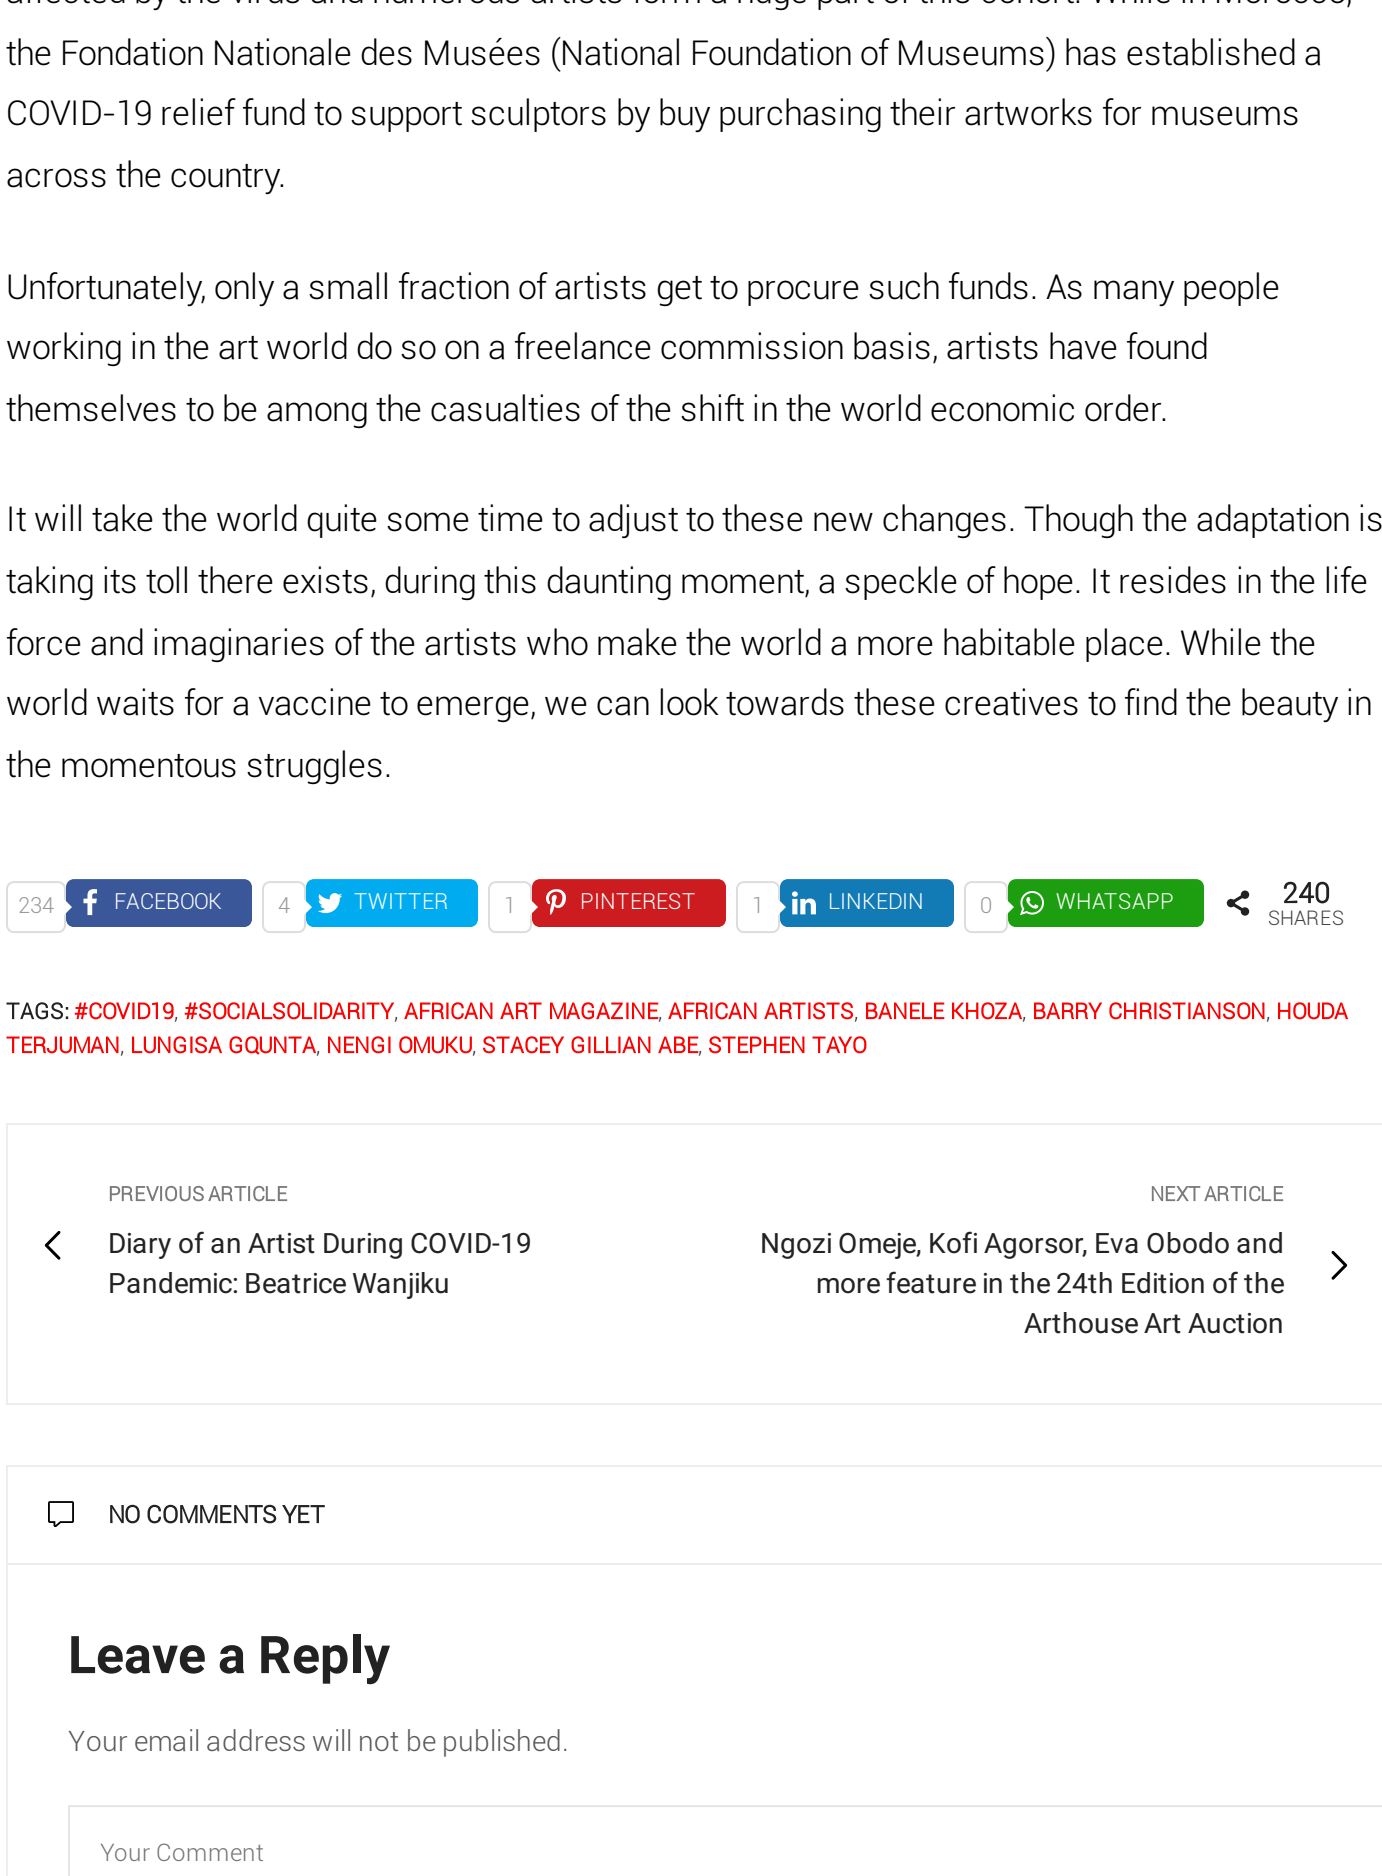 the Fondation Nationale des Musées (National Foundation of Museums) has established a
COVID-19 relief fund to support sculptors by buy purchasing their artworks for museums
across the country.
Unfortunately, only a small fraction of artists get to procure such funds. As many people
working in the art world do so on a freelance commission basis, artists have found
themselves to be among the casualties of the shift in the world economic order.
It will take the world quite some time to adjust to these new changes. Though the adaptation is
taking its toll there exists, during this daunting moment, a speckle of hope. It resides in the life
force and imaginaries of the artists who make the world a more habitable place. While the
world waits for a vaccine to emerge, we can look towards these creatives to find the beauty in
the momentous struggles.
234 FACEBOOK 4 TWITTER 1 PINTEREST 1 LINKEDIN 0 WHATSAPP 240
SHARES
TAGS: #COVID19, #SOCIALSOLIDARITY, AFRICAN ART MAGAZINE, AFRICAN ARTISTS, BANELE KHOZA, BARRY CHRISTIANSON, HOUDA
TERJUMAN, LUNGISA GQUNTA, NENGI OMUKU, STACEY GILLIAN ABE, STEPHEN TAYO
PREVIOUS ARTICLE
Diary of an Artist During COVID-19
Pandemic: Beatrice Wanjiku
NEXT ARTICLE
Ngozi Omeje, Kofi Agorsor, Eva Obodo and
more feature in the 24th Edition of the
Arthouse Art Auction
NO COMMENTS YET
Leave a Reply
Your email address will not be published.
Your Comment